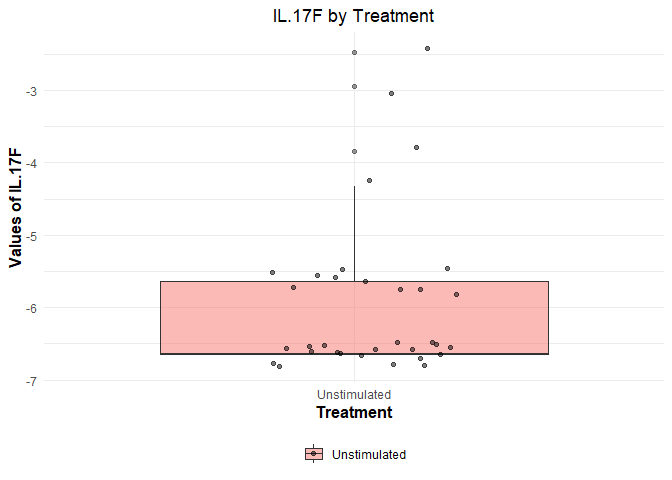 IL.17F by Treatment
Values of IL.17F
-3
-4
-5
-6
-7
Unstimulated
Treatment
Unstimulated